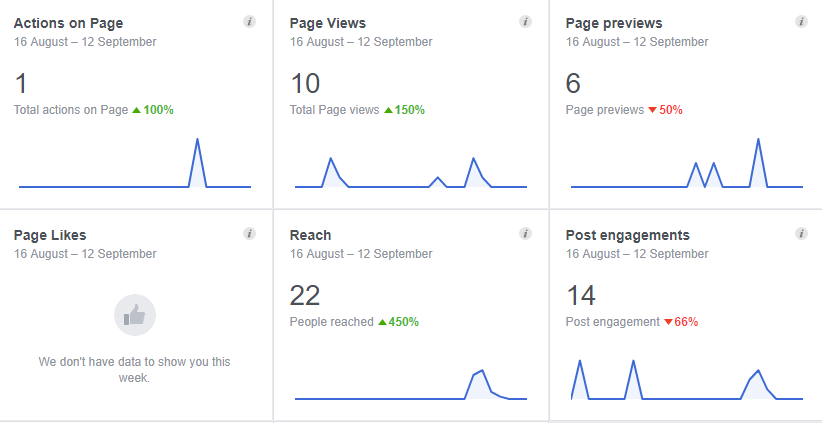 Actions on Page
16 August – 12 September
1
Total actions on Page ▲100%
Page Views
16 August – 12 September
10
Total Page views ▲150%
Page previews
16 August – 12 September
6
Page previews ▼50%
Page Likes
16 August – 12 September
We don't have data to show you this
week.
Reach
16 August – 12 September
22
People reached ▲450%
Post engagements
16 August – 12 September
14
Post engagement ▼66%